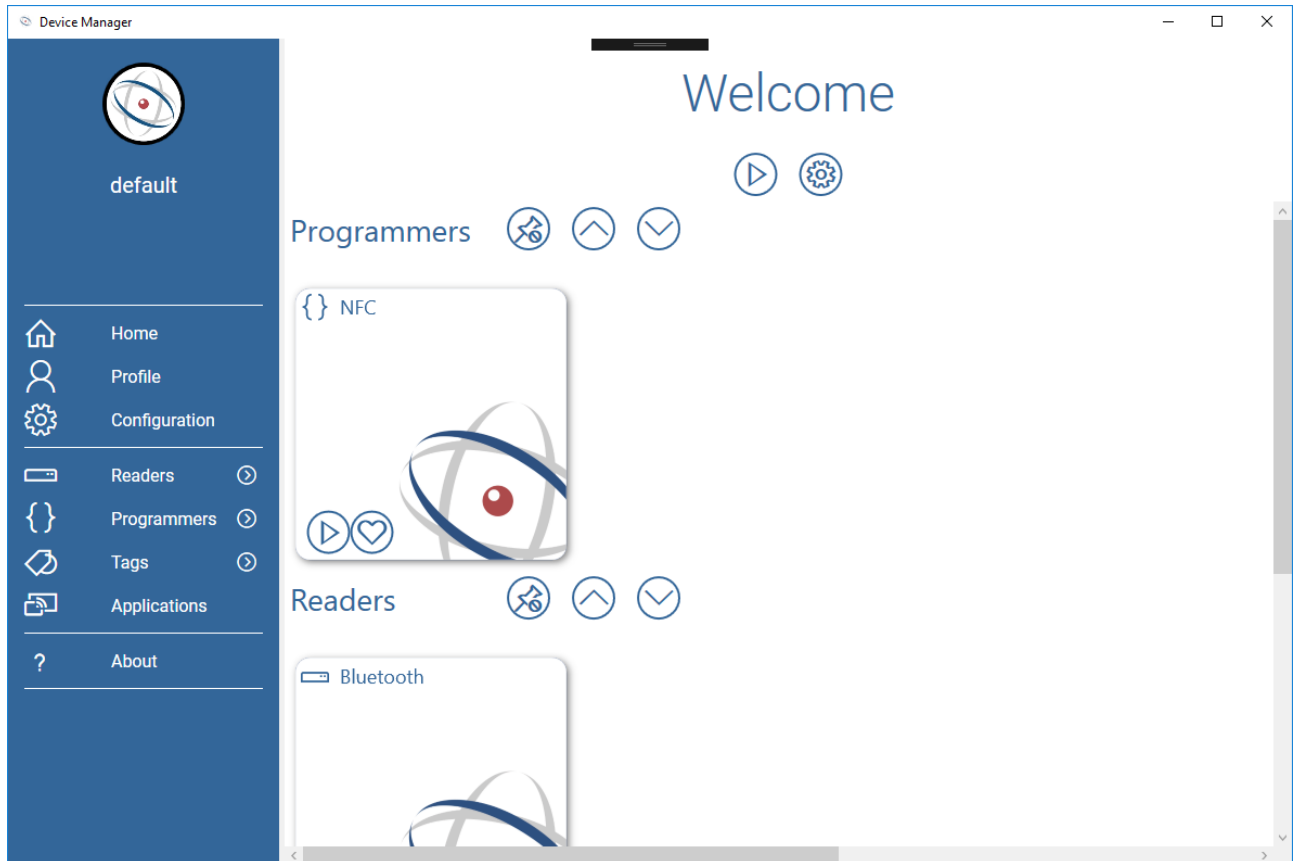 Device Manager
default
Home
Profile
Configuration
Readers
Programmers
Tags
Applications
? About
Welcome
Programmers
{ } NFC
Readers
Bluetooth